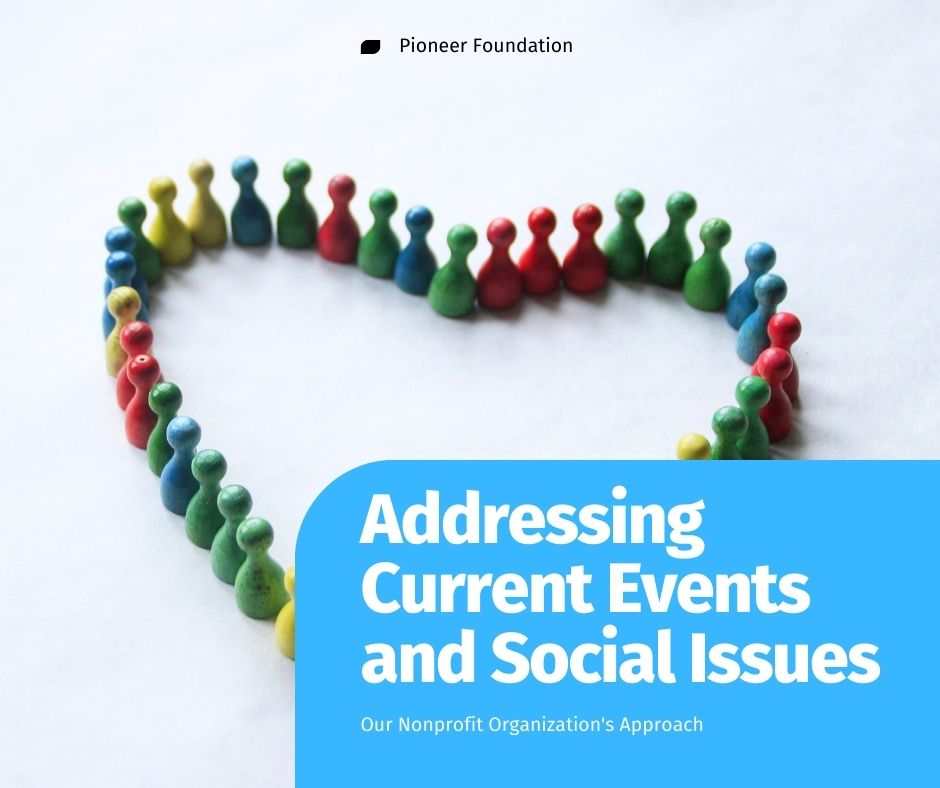 Pioneer Foundation
Addressing
Current Events
and Social Issues
Our Nonprofit Organization's Approach